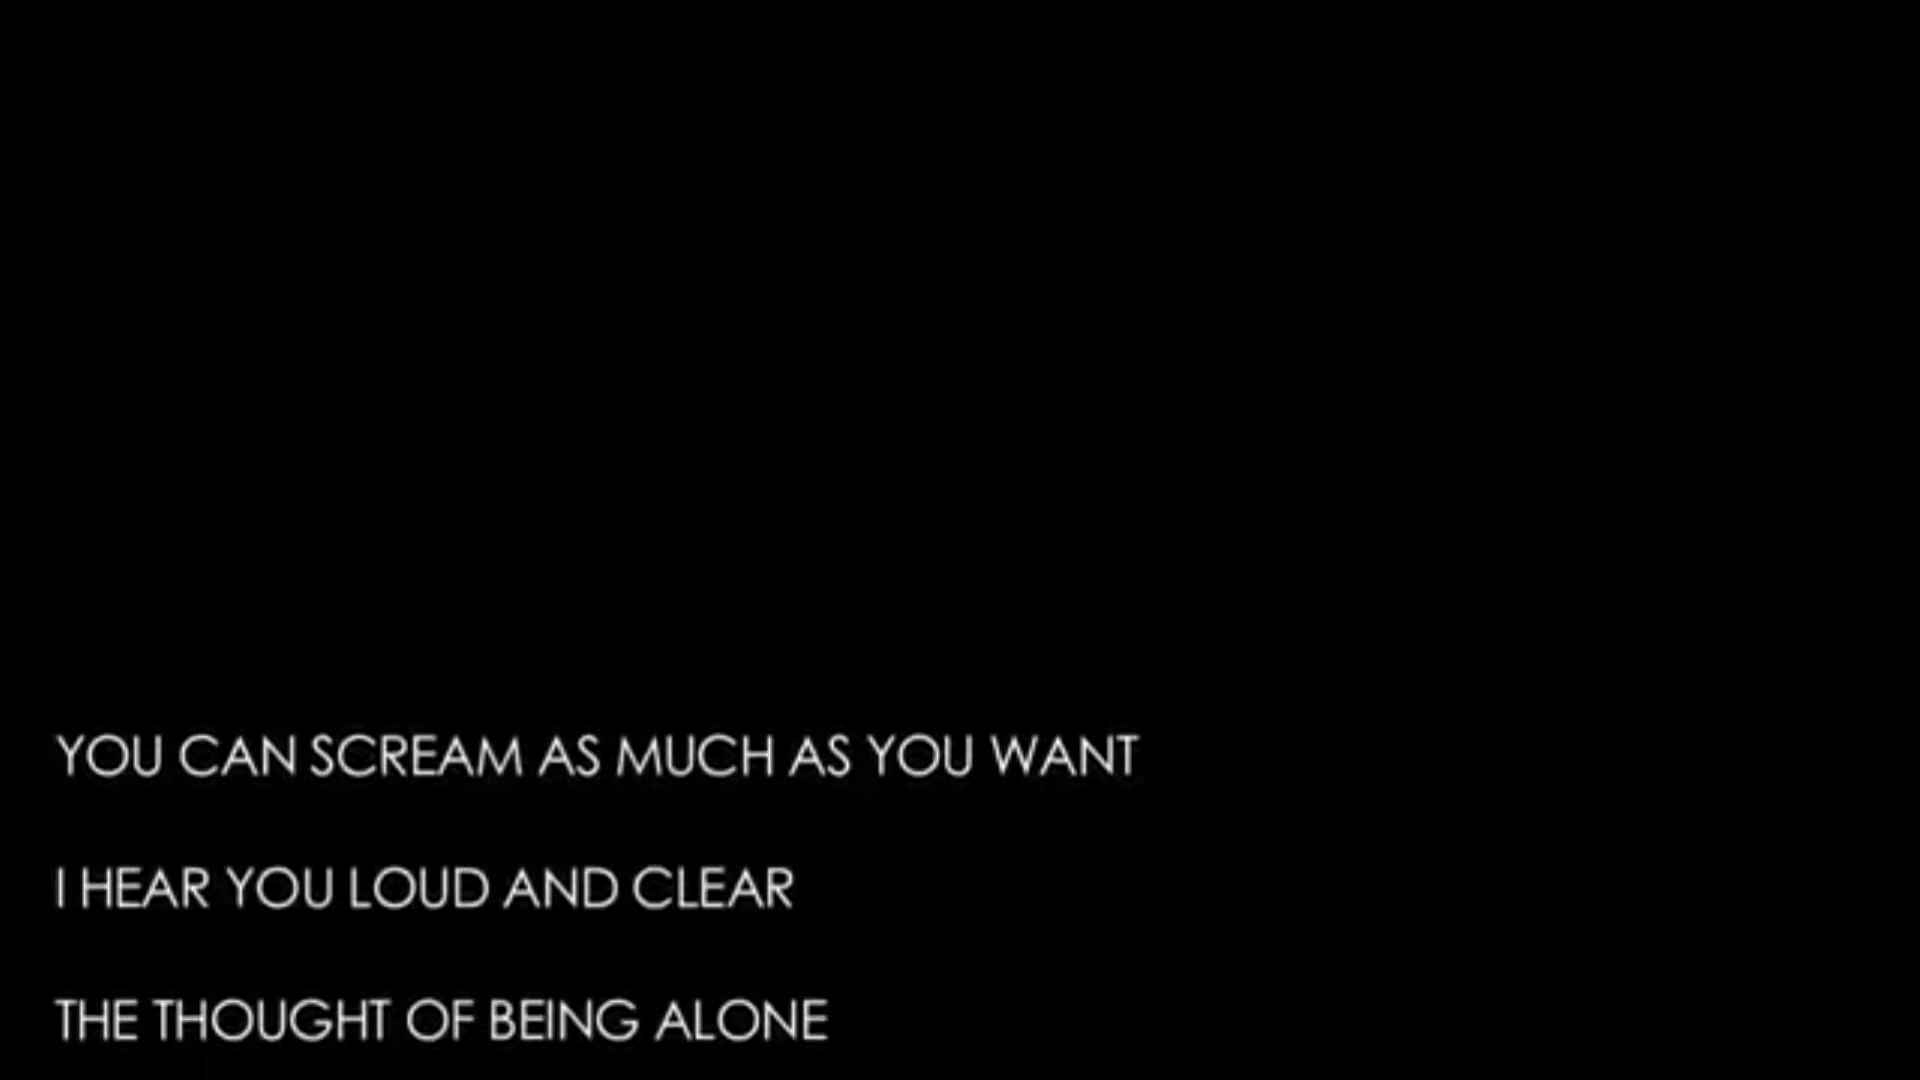 YOU CAN SCREAM AS MUCH AS YOU WANT
I HEAR YOU LOUD AND CLEAR
THE THOUGHT OF BEING ALONE